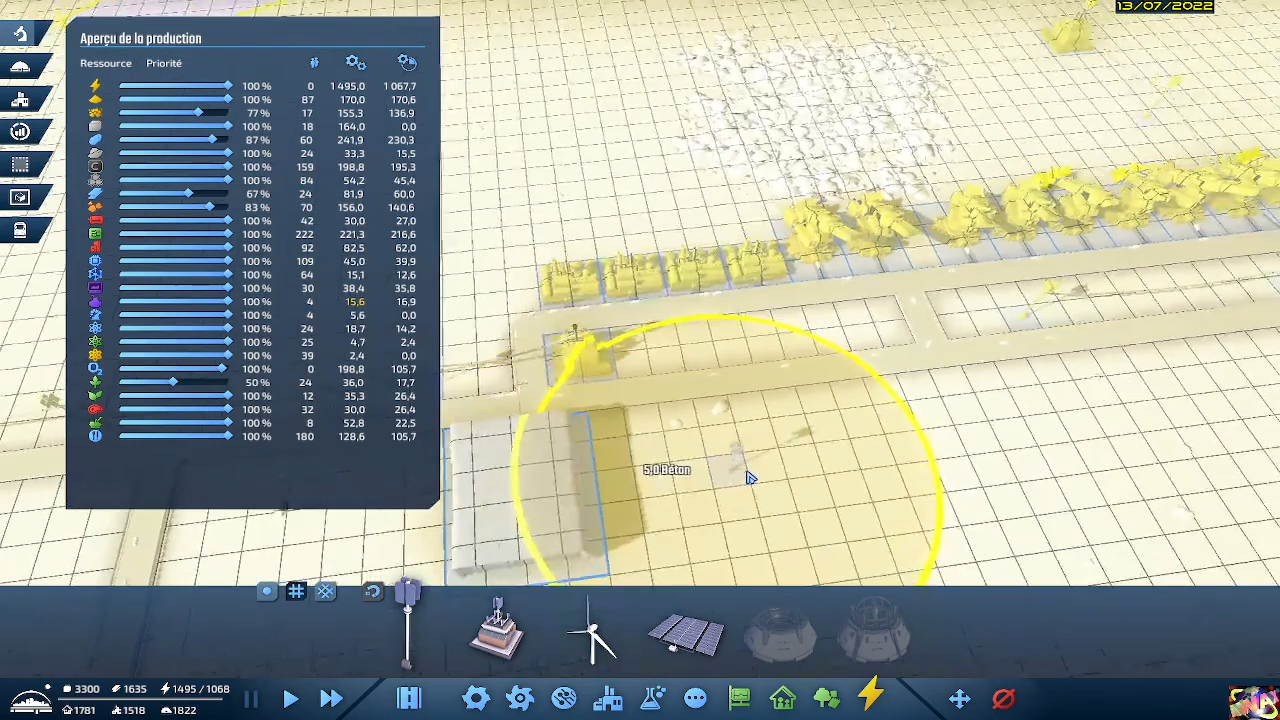 13/07/2022
Aperçu de la production
Ressource Priorité
100 % 0 1 495,0 1 067,7
100 % 87 170,0 170,6
77 % 17 155,3 136,9
100 % 18 164,0 0,0
87 % 60 241,9 230,3
100 % 24 33,3 15,5
100 % 159 198,8 195,3
100 % 84 54,2 45,4
67 % 24 81,9 60,0
83 % 70 156,0 140,6
100 % 42 30,0 27,0
100 % 222 221,3 216,6
100 % 92 82,5 62,0
100 % 109 45,0 39,9
100 % 64 15,1 12,6
100 % 30 38,4 35,8
100 % 4 15,6 16,9
100 % 4 5,6 0,0
100 % 24 18,7 14,2
100 % 25 4,7 2,4
100 % 39 2,4 0,0
O₂ 100 % 0 198,8 105,7
50 % 24 36,0 17,7
100 % 12 35,3 26,4
100 % 32 30,0 26,4
100 % 8 52,8 22,5
100 % 180 128,6 105,7
5,0 Béton
3300 1635 1495 / 1068
1781 1518 1822